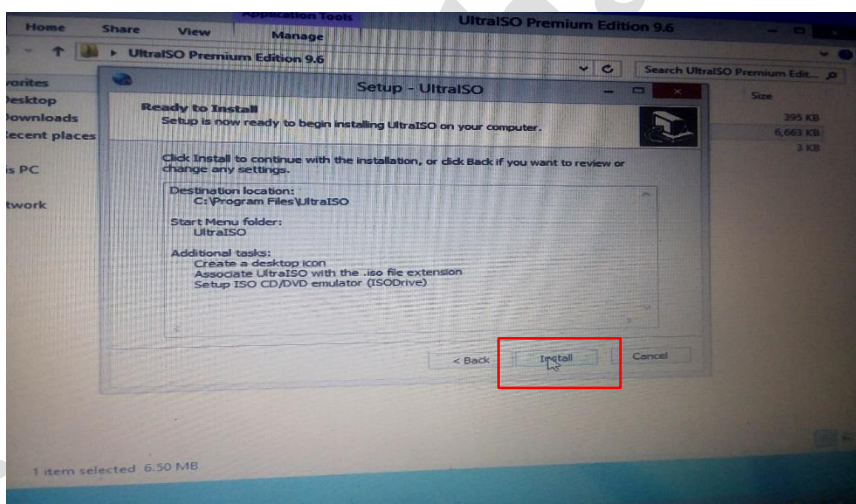 Application Tools
UltraISO Premium Edition 9.6
Home Share View Manage
UltraISO Premium Edition 9.6
Search UltraISO Premium Edit...
Setup - UltraISO
Size
395 KB
6,663 KB
3 KB
vorites
Desktop
Downloads
Recent places
is PC
twork
Ready to Install
Setup is now ready to begin installing UltraISO on your computer.
Click Install to continue with the installation, or click Back if you want to review or
change any settings.
Destination location:
C:\Program Files\UltraISO
Start Menu folder:
UltraISO
Additional tasks:
Create a desktop icon
Associate UltraISO with the .iso file extension
Setup ISO CD/DVD emulator (ISODrive)
< Back Install Cancel
1 item selected 6.50 MB